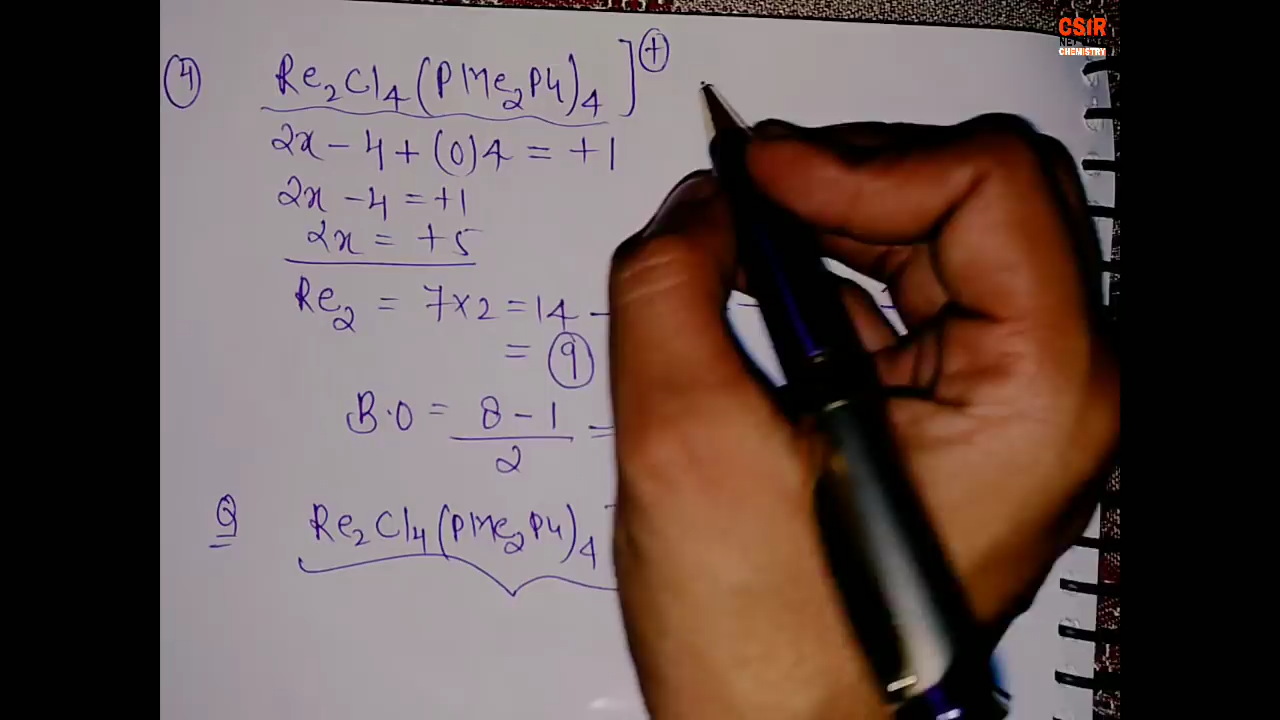 CSIR
NET
CHEMISTRY
④ Re₂Cl₄(PMe₂Ph)₄]⊕
2x - 4 + (0)4 = +1
2x - 4 = +1
2x = +5
Re₂ = 7×2 = 14 -
= ⑨
B.O = 8 - 1 / 2 =
Q Re₂Cl₄(PMe₂Ph)₄